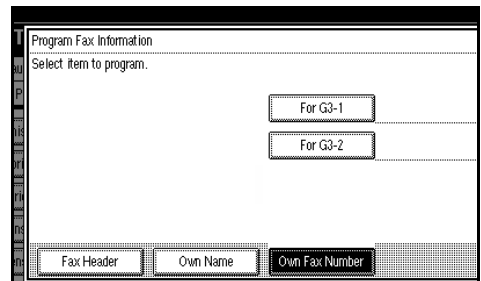 Program Fax Information
Select item to program.
For G3-1
For G3-2
Fax Header Own Name Own Fax Number